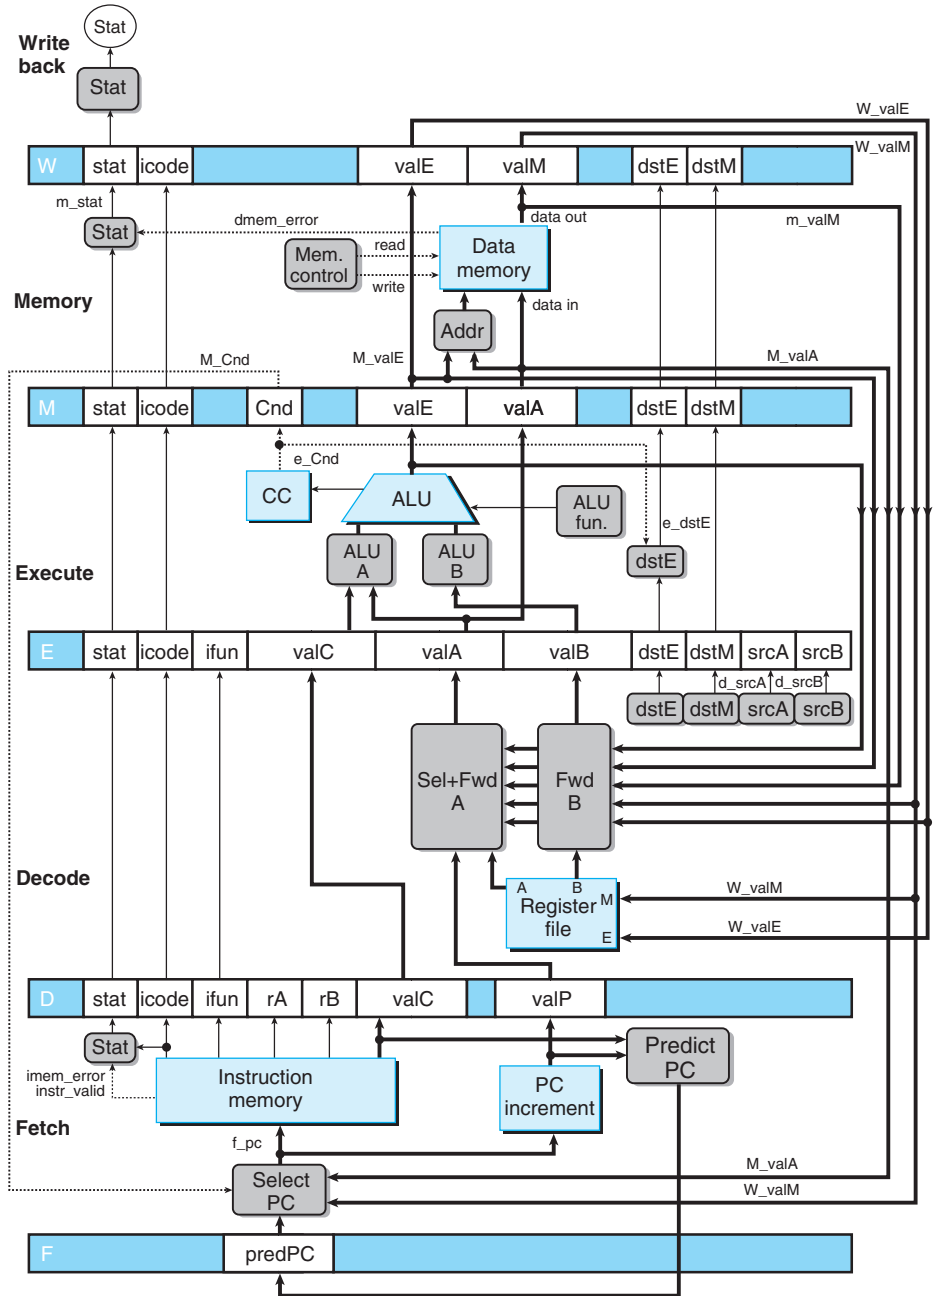 Stat
Write
back
Stat
W_valE
W_valM
W stat icode valE valM dstE dstM
m_stat
Stat
dmem_error
data out
m_valM
Mem.
control
read
write
Data
memory
Memory
data in
Addr
M_Cnd
M_valE
M_valA
M stat icode Cnd valE valA dstE dstM
e_Cnd
CC
ALU
ALU
fun.
e_dstE
ALU
A
ALU
B
dstE
Execute
E stat icode ifun valC valA valB dstE dstM srcA srcB
d_srcA d_srcB
dstE dstM srcA srcB
Sel+Fwd
A
Fwd
B
Decode
A B
M
Register
file
E
W_valM
W_valE
D stat icode ifun rA rB valC valP
Stat
imem_error
instr_valid
Instruction
memory
PC
increment
Predict
PC
Fetch
f_pc
Select
PC
M_valA
W_valM
F predPC